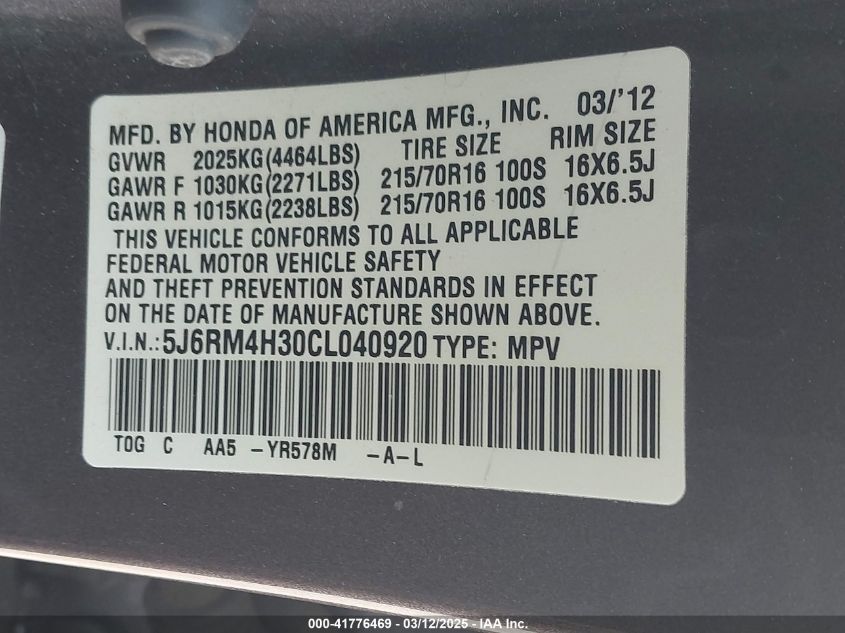 MFD. BY HONDA OF AMERICA MFG., INC. 03/'12
GVWR 2025KG(4464LBS) TIRE SIZE RIM SIZE
GAWR F 1030KG(2271LBS) 215/70R16 100S 16X6.5J
GAWR R 1015KG(2238LBS) 215/70R16 100S 16X6.5J
THIS VEHICLE CONFORMS TO ALL APPLICABLE
FEDERAL MOTOR VEHICLE SAFETY
AND THEFT PREVENTION STANDARDS IN EFFECT
ON THE DATE OF MANUFACTURE SHOWN ABOVE.
V.I.N.: 5J6RM4H30CL040920 TYPE: MPV
TOG C AA5 -YR578M -A-L
000-41776469 - 03/12/2025 - IAA Inc.